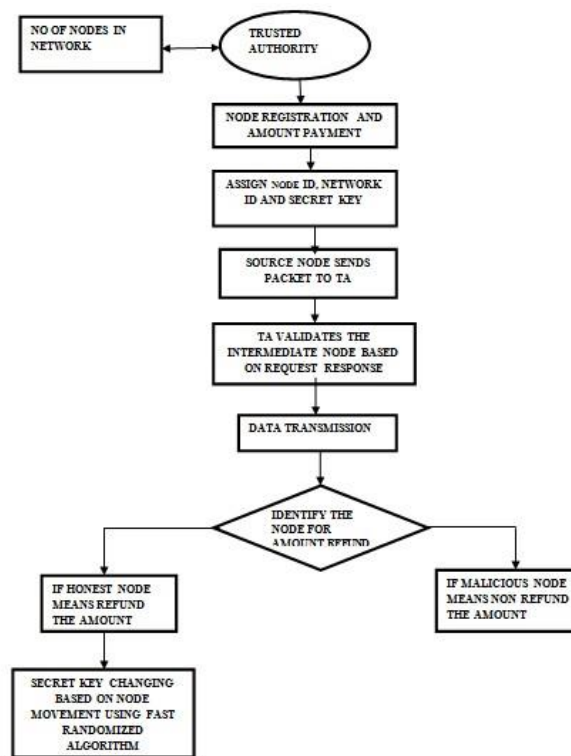 NO OF NODES IN
NETWORK
TRUSTED
AUTHORITY
NODE REGISTRATION AND
AMOUNT PAYMENT
ASSIGN NODE ID, NETWORK
ID AND SECRET KEY
SOURCE NODE SENDS
PACKET TO TA
TA VALIDATES THE
INTERMEDIATE NODE BASED
ON REQUEST RESPONSE
DATA TRANSMISSION
IDENTIFY THE
NODE FOR
AMOUNT REFUND
IF HONEST NODE
MEANS REFUND
THE AMOUNT
IF MALICIOUS NODE
MEANS NON REFUND
THE AMOUNT
SECRET KEY CHANGING
BASED ON NODE
MOVEMENT USING FAST
RANDOMIZED
ALGORITHM